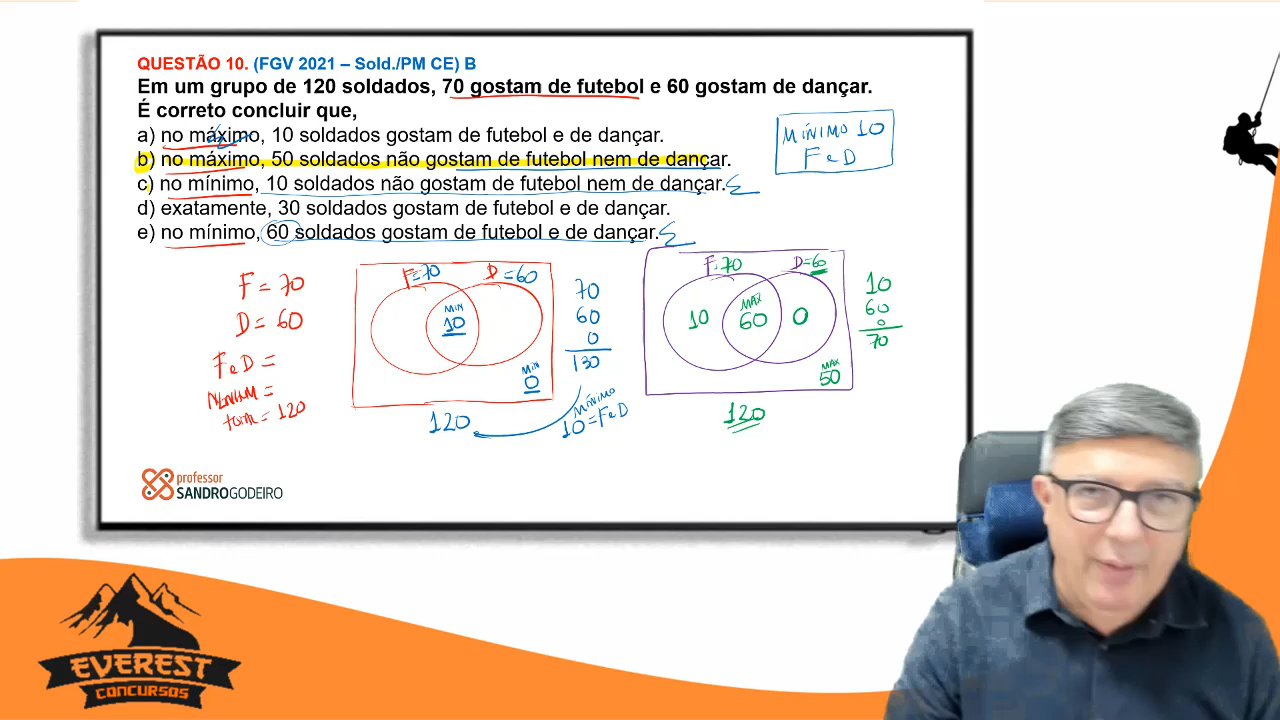 QUESTÃO 10. (FGV 2021 – Sold./PM CE) B
Em um grupo de 120 soldados, 70 gostam de futebol e 60 gostam de dançar.
É correto concluir que,
a) no máximo, 10 soldados gostam de futebol e de dançar.
b) no máximo, 50 soldados não gostam de futebol nem de dançar.
c) no mínimo, 10 soldados não gostam de futebol nem de dançar.
d) exatamente, 30 soldados gostam de futebol e de dançar.
e) no mínimo, 60 soldados gostam de futebol e de dançar.
MÍNIMO 10
F e D
F = 70
D = 60
F e D =
NENHUM =
TOTAL = 120
F=70 D=60
MIN
10
MIN
0
120
70
60
0
130
MÍNIMO
10 = F e D
F=70 D=60
10 MAX 60 0
MAX
50
120
10
60
0
70
professor
SANDROGODEIRO
EVEREST
CONCURSOS